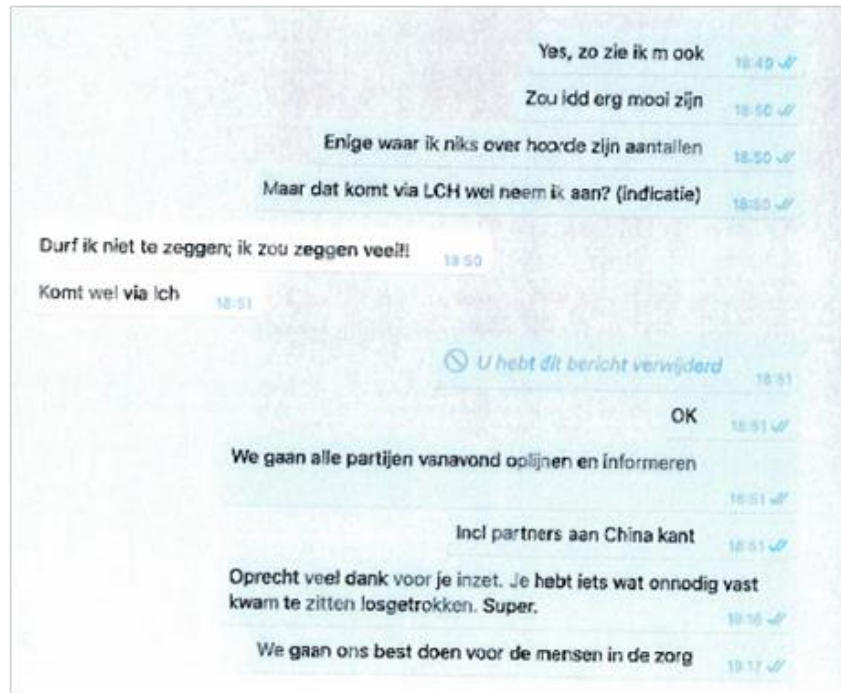 Yes, zo zie ik m ook 18:49
Zou idd erg mooi zijn 18:50
Enige waar ik niks over hoorde zijn aantallen 18:50
Maar dat komt via LCH wel neem ik aan? (indicatie) 18:50
Durf ik niet te zeggen; ik zou zeggen veel!! 18:50
Komt wel via lch 18:51
U hebt dit bericht verwijderd 18:51
OK 18:51
We gaan alle partijen vanavond oplijnen en informeren
18:51
Incl partners aan China kant 18:51
Oprecht veel dank voor je inzet. Je hebt iets wat onnodig vast
kwam te zitten losgetrokken. Super. 19:16
We gaan ons best doen voor de mensen in de zorg 19:17